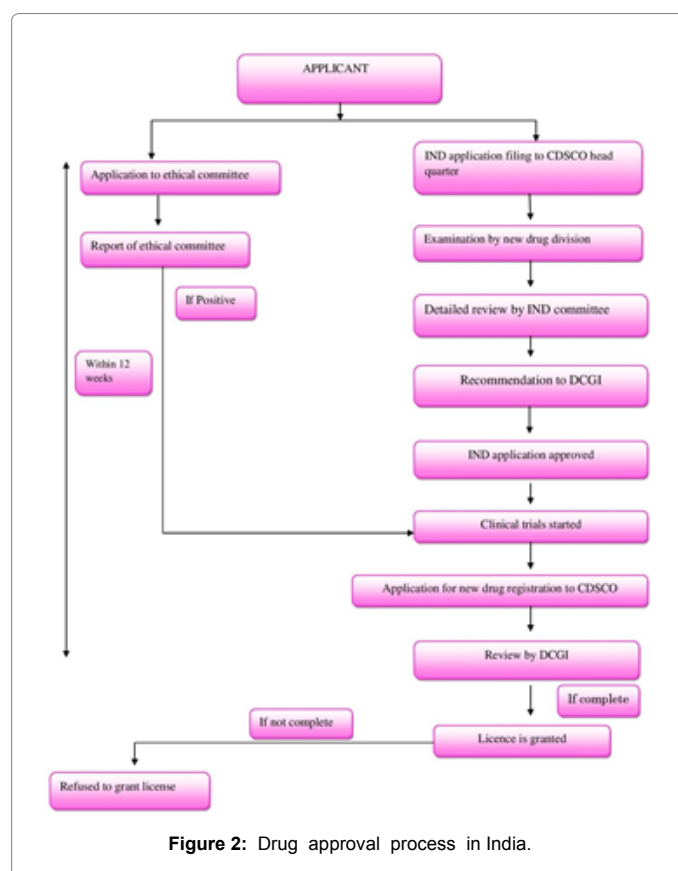 APPLICANT
Application to ethical committee
IND application filing to CDSCO head
quarter
Report of ethical committee
Examination by new drug division
If Positive
Detailed review by IND committee
Within 12
weeks
Recommendation to DCGI
IND application approved
Clinical trials started
Application for new drug registration to CDSCO
Review by DCGI
If complete
If not complete
Licence is granted
Refused to grant license
Figure 2: Drug approval process in India.